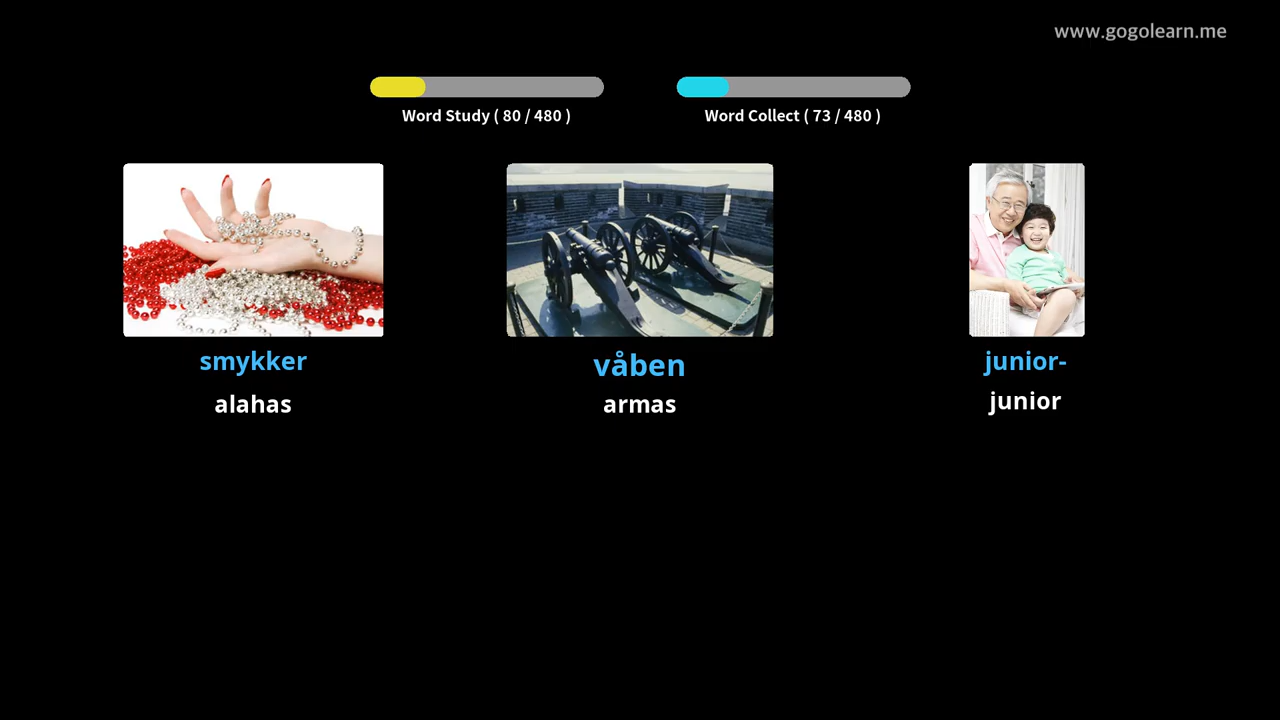 www.gogolearn.me
Word Study ( 80 / 480 )
Word Collect ( 73 / 480 )
smykker
våben
junior-
alahas
armas
junior